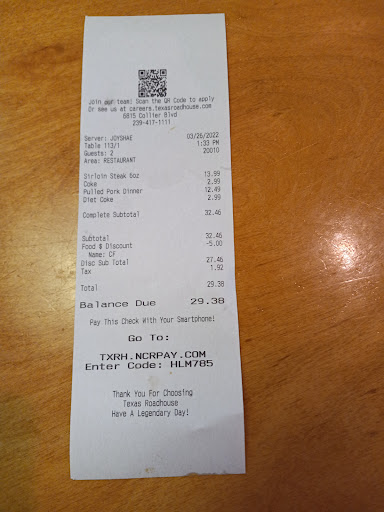 Join our team! Scan the QR Code to apply
Or see us at careers.texasroadhouse.com
6815 Collier Blvd
239-417-1111
Server: JOYSHAE 03/26/2022
Table 113/1 1:33 PM
Guests: 2 20010
Area: RESTAURANT
Sirloin Steak 6oz 13.99
Coke 2.99
Pulled Pork Dinner 12.49
Diet Coke 2.99
Complete Subtotal 32.46
Subtotal 32.46
Food $ Discount -5.00
Name: CF
Disc Sub Total 27.46
Tax 1.92
Total 29.38
Balance Due 29.38
Pay This Check With Your Smartphone!
Go To:
TXRH.NCRPAY.COM
Enter Code: HLM785
Thank You For Choosing
Texas Roadhouse
Have A Legendary Day!